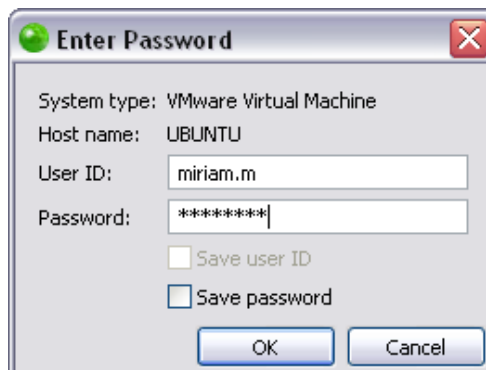 Enter Password
System type: VMware Virtual Machine
Host name: UBUNTU
User ID: miriam.m
Password: ********
Save user ID
Save password
OK Cancel